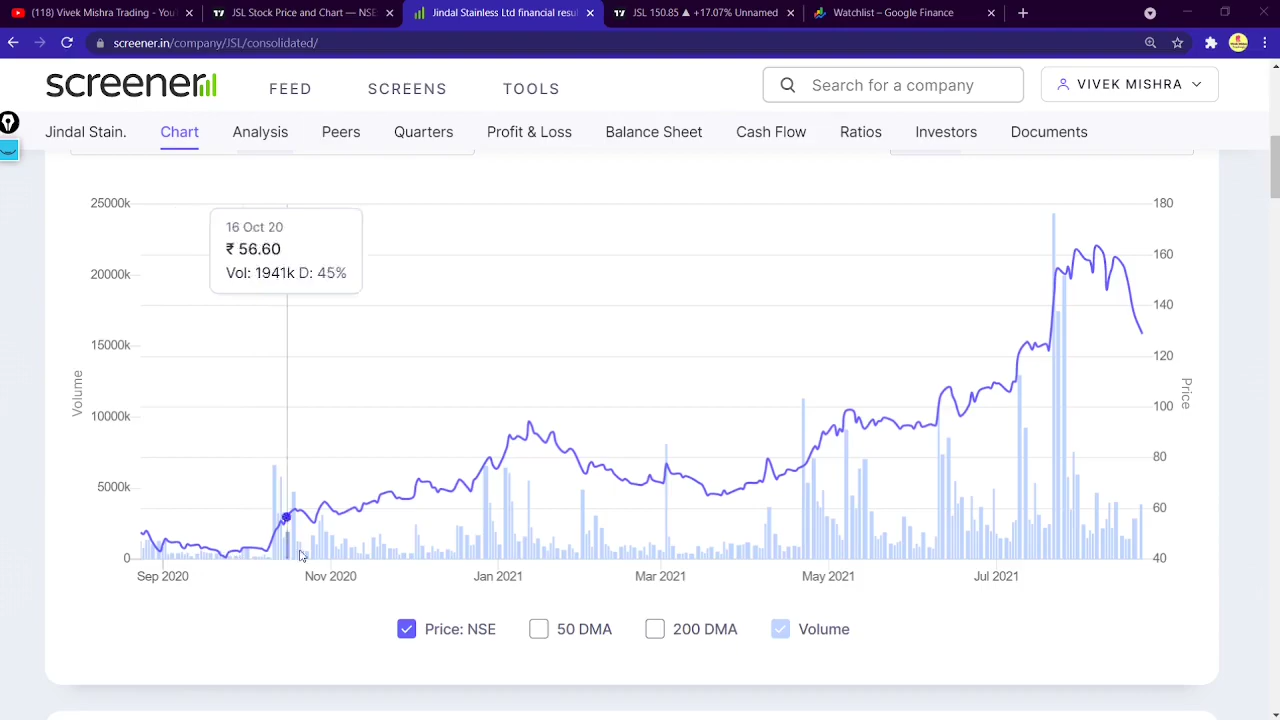 (118) Vivek Mishra Trading - You
JSL Stock Price and Chart — NSE
Jindal Stainless Ltd financial resul
JSL 150.85 ▲ +17.07% Unnamed
Watchlist – Google Finance
screener.in/company/JSL/consolidated/
screener
FEED
SCREENS
TOOLS
Search for a company
VIVEK MISHRA
Jindal Stain.
Chart
Analysis
Peers
Quarters
Profit & Loss
Balance Sheet
Cash Flow
Ratios
Investors
Documents
25000k
20000k
15000k
10000k
5000k
0
Volume
16 Oct 20
₹ 56.60
Vol: 1941k D: 45%
180
160
140
120
100
80
60
40
Price
Sep 2020
Nov 2020
Jan 2021
Mar 2021
May 2021
Jul 2021
Price: NSE
50 DMA
200 DMA
Volume